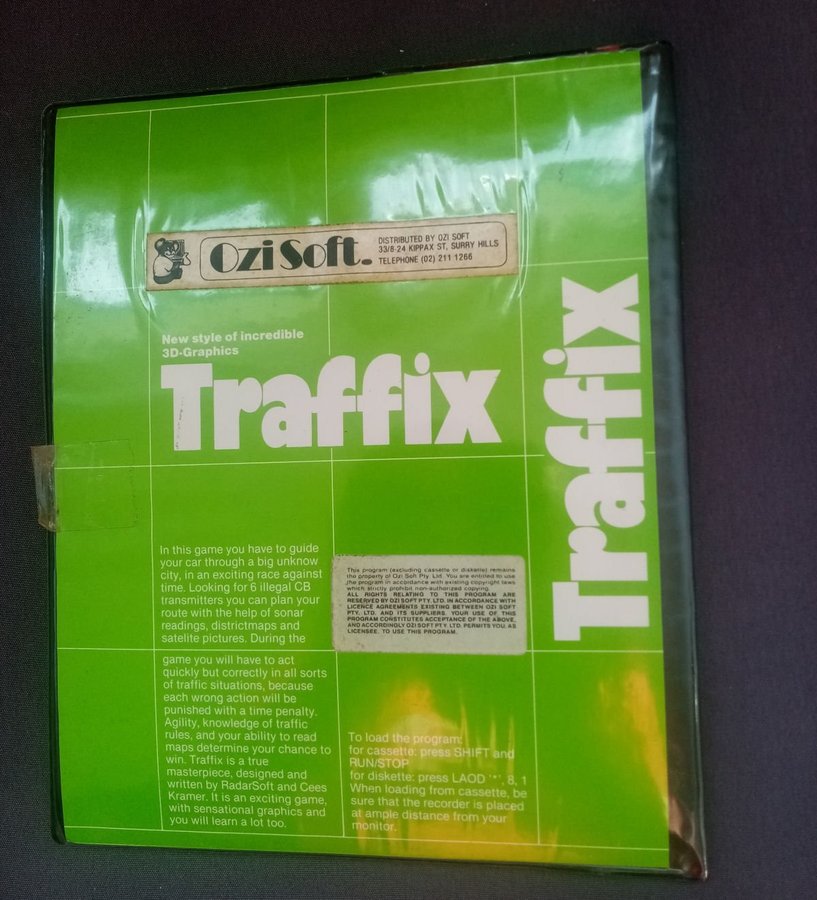 Ozi Soft.
DISTRIBUTED BY OZI SOFT
33/8-24 KIPPAX ST, SURRY HILLS
TELEPHONE (02) 211 1266
New style of incredible
3D-Graphics
Traffix
Traffix
In this game you have to guide
your car through a big unknow
city, in an exciting race against
time. Looking for 6 illegal CB
transmitters you can plan your
route with the help of sonar
readings, districtmaps and
satelite pictures. During the
game you will have to act
quickly but correctly in all sorts
of traffic situations, because
each wrong action will be
punished with a time penalty.
Agility, knowledge of traffic
rules, and your ability to read
maps determine your chance to
win. Traffix is a true
masterpiece, designed and
written by RadarSoft and Cees
Kramer. It is an exciting game,
with sensational graphics and
you will learn a lot too.
This program (excluding cassette or diskette) remains
the property of Ozi Soft Pty. Ltd. You are entitled to use
the program in accordance with existing copyright laws
which strictly prohibit non-authorized copying.
ALL RIGHTS RELATING TO THIS PROGRAM ARE
RESERVED BY OZI SOFT PTY. LTD. IN ACCORDANCE WITH
LICENCE AGREEMENTS EXISTING BETWEEN OZI SOFT
PTY. LTD. AND ITS SUPPLIERS. YOUR USE OF THIS
PROGRAM CONSTITUTES ACCEPTANCE OF THE ABOVE,
AND ACCORDINGLY OZI SOFT PTY. LTD. PERMITS YOU, AS
LICENSEE, TO USE THIS PROGRAM.
To load the program:
for cassette: press SHIFT and
RUN/STOP
for diskette: press LAOD "*", 8, 1
When loading from cassette, be
sure that the recorder is placed
at ample distance from your
monitor.